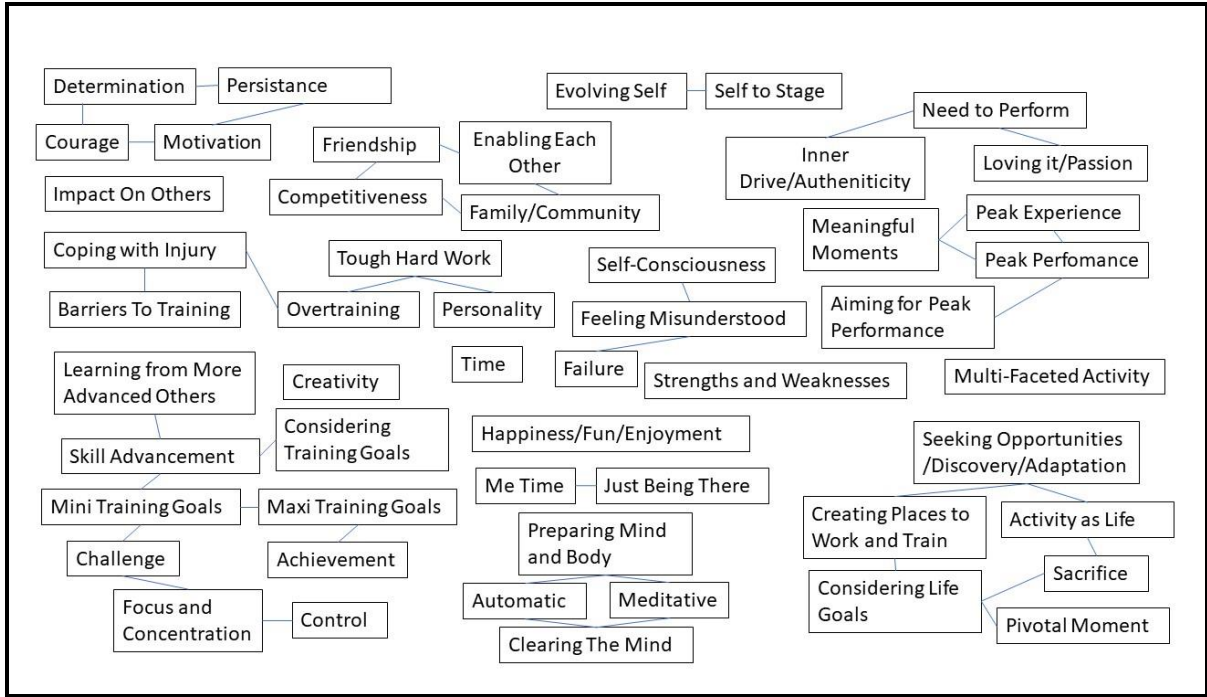 Determination
Persistance
Evolving Self
Self to Stage
Need to Perform
Courage
Motivation
Friendship
Enabling Each
Other
Inner
Drive/Autheniticity
Loving it/Passion
Impact On Others
Competitiveness
Family/Community
Meaningful
Moments
Peak Experience
Peak Perfomance
Coping with Injury
Tough Hard Work
Self-Consciousness
Barriers To Training
Overtraining
Personality
Feeling Misunderstood
Aiming for Peak
Performance
Learning from More
Advanced Others
Creativity
Time
Failure
Strengths and Weaknesses
Multi-Faceted Activity
Considering
Training Goals
Skill Advancement
Happiness/Fun/Enjoyment
Seeking Opportunities
/Discovery/Adaptation
Mini Training Goals
Maxi Training Goals
Me Time
Just Being There
Creating Places to
Work and Train
Activity as Life
Challenge
Achievement
Preparing Mind
and Body
Considering Life
Goals
Sacrifice
Focus and
Concentration
Control
Automatic
Meditative
Pivotal Moment
Clearing The Mind